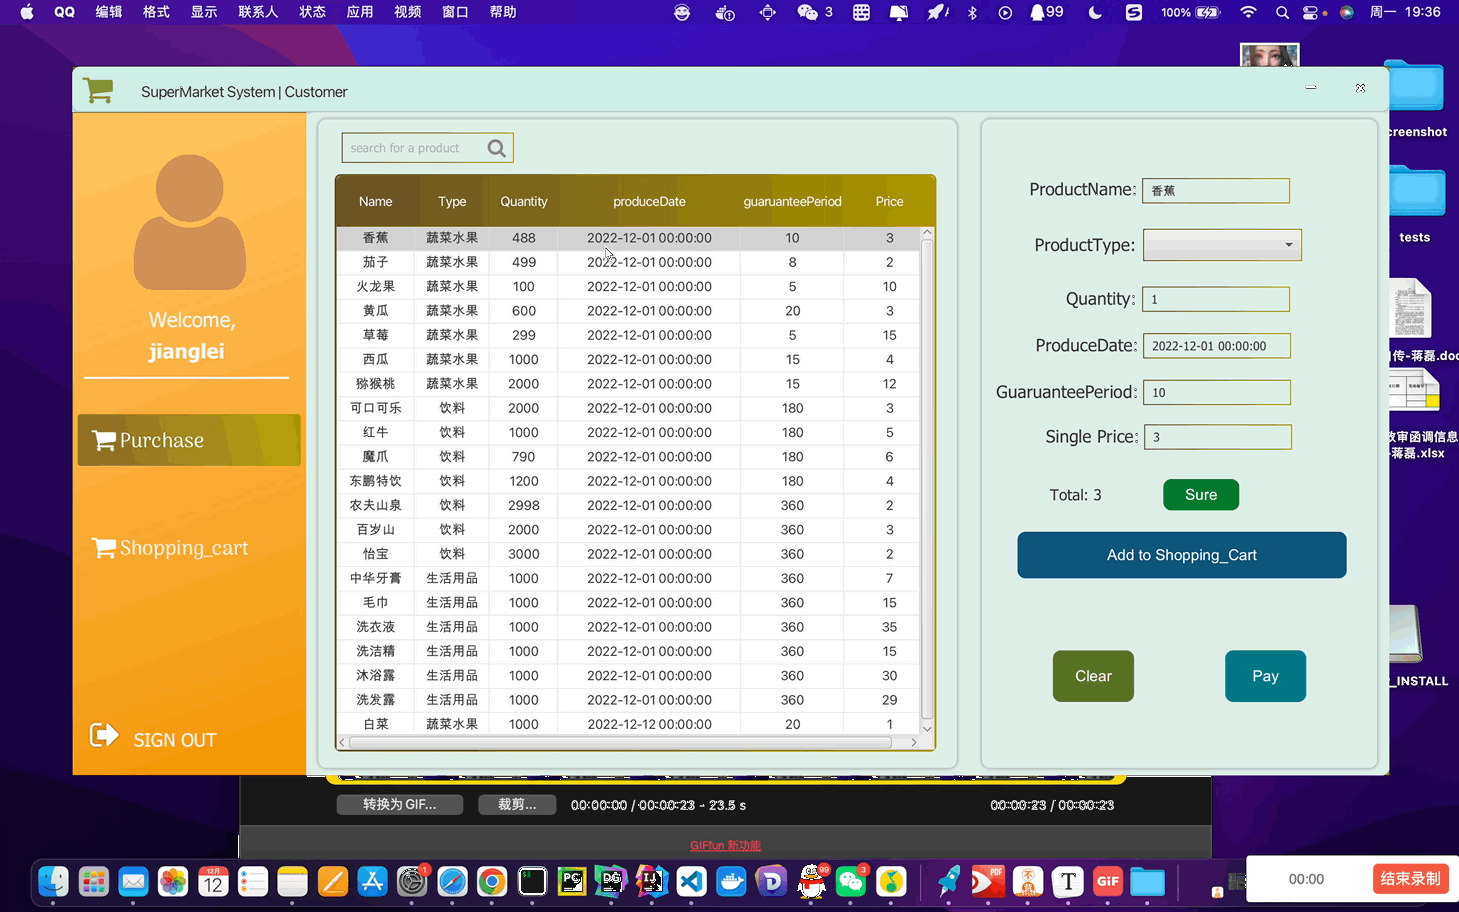 QQ 编辑 格式 显示 联系人 状态 应用 视频 窗口 帮助 3 99 100% 周一 19:36
SuperMarket System | Customer
Welcome,
jianglei
Purchase
Shopping_cart
SIGN OUT
search for a product
Name Type Quantity produceDate guaruanteePeriod Price
香蕉 蔬菜水果 488 2022-12-01 00:00:00 10 3
茄子 蔬菜水果 499 2022-12-01 00:00:00 8 2
火龙果 蔬菜水果 100 2022-12-01 00:00:00 5 10
黄瓜 蔬菜水果 600 2022-12-01 00:00:00 20 3
草莓 蔬菜水果 299 2022-12-01 00:00:00 5 15
西瓜 蔬菜水果 1000 2022-12-01 00:00:00 15 4
猕猴桃 蔬菜水果 2000 2022-12-01 00:00:00 15 12
可口可乐 饮料 2000 2022-12-01 00:00:00 180 3
红牛 饮料 1000 2022-12-01 00:00:00 180 5
魔爪 饮料 790 2022-12-01 00:00:00 180 6
东鹏特饮 饮料 1200 2022-12-01 00:00:00 180 4
农夫山泉 饮料 2998 2022-12-01 00:00:00 360 2
百岁山 饮料 2000 2022-12-01 00:00:00 360 3
怡宝 饮料 3000 2022-12-01 00:00:00 360 2
中华牙膏 生活用品 1000 2022-12-01 00:00:00 360 7
毛巾 生活用品 1000 2022-12-01 00:00:00 360 15
洗衣液 生活用品 1000 2022-12-01 00:00:00 360 35
洗洁精 生活用品 1000 2022-12-01 00:00:00 360 15
沐浴露 生活用品 1000 2022-12-01 00:00:00 360 30
洗发露 生活用品 1000 2022-12-01 00:00:00 360 29
白菜 蔬菜水果 1000 2022-12-12 00:00:00 20 1
ProductName: 香蕉
ProductType:
Quantity: 1
ProduceDate: 2022-12-01 00:00:00
GuaruanteePeriod: 10
Single Price: 3
Total: 3 Sure
Add to Shopping_Cart
Clear Pay
creenshot
tests
传-蒋磊.doc
政审函调信息
-蒋磊.xlsx
_INSTALL
转换为 GIF... 裁剪... 00:00:00 / 00:00:23 - 23.5 s 00:00:23 / 00:00:23
GIFfun 新功能
12月
12
1
PC
DG
IJ
99
3
PDF
T
GIF
00:00 结束录制